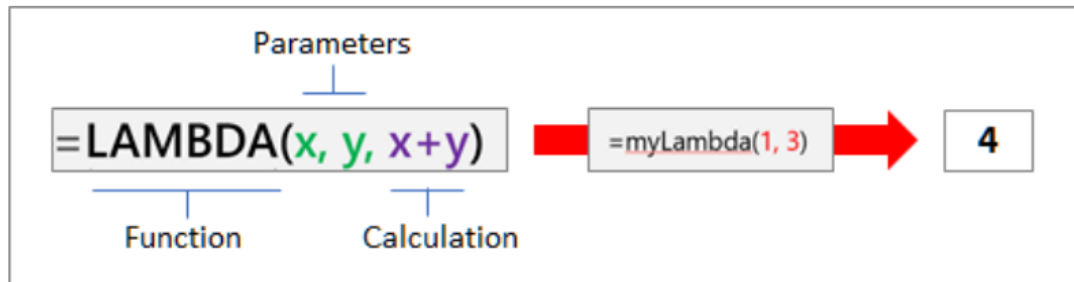 Parameters
=LAMBDA(x, y, x+y)
=myLambda(1, 3)
4
Function
Calculation